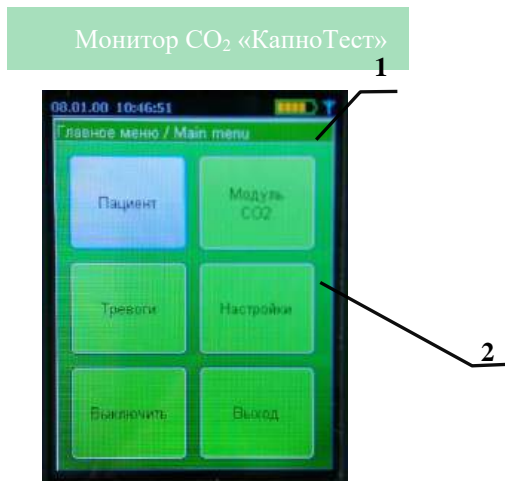 Монитор CO₂ «КапноТест»
1
08.01.00 10:46:51
Главное меню / Main menu
Пациент
Модуль CO2
Тревоги
Настройки
Выключить
Выход
2